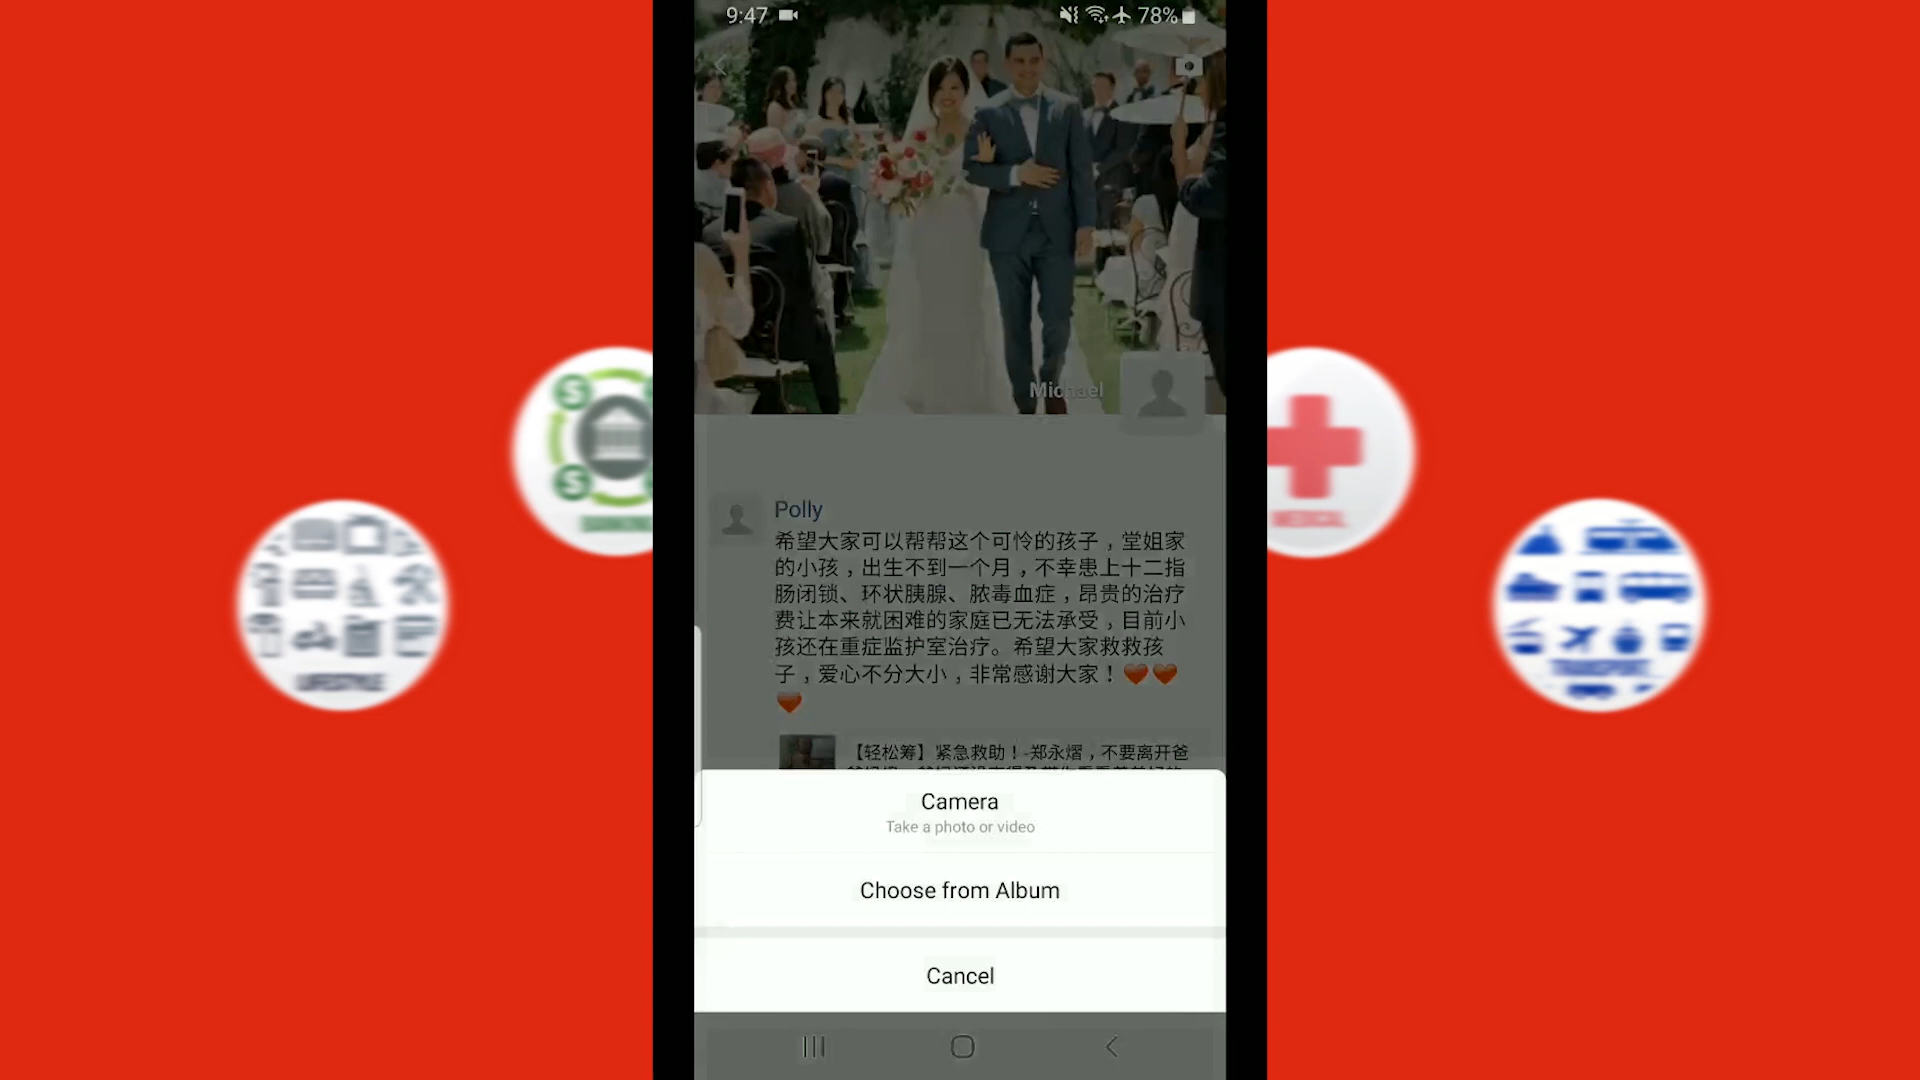 9:47
78%
Michael
Polly
希望大家可以帮帮这个可怜的孩子，堂姐家
的小孩，出生不到一个月，不幸患上十二指
肠闭锁、环状胰腺、脓毒血症，昂贵的治疗
费让本来就困难的家庭已无法承受，目前小
孩还在重症监护室治疗。希望大家救救孩
子，爱心不分大小，非常感谢大家！
【轻松筹】紧急救助！-郑永熠，不要离开爸
Camera
Take a photo or video
Choose from Album
Cancel
LIFESTYLE
MEDICAL
TRANSPORT